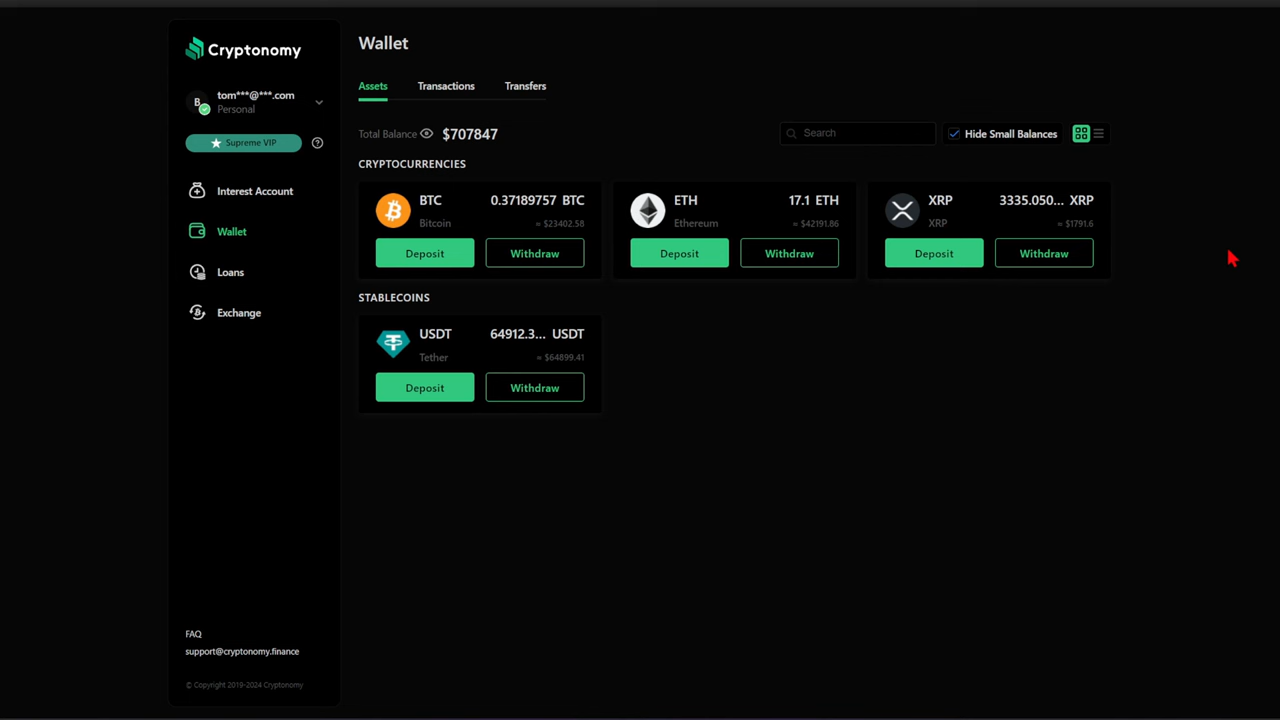 Cryptonomy
B
tom***@***.com
Personal
Supreme VIP
Interest Account
Wallet
Loans
Exchange
FAQ
support@cryptonomy.finance
© Copyright 2019-2024 Cryptonomy
Wallet
Assets Transactions Transfers
Total Balance $707847
Search
Hide Small Balances
CRYPTOCURRENCIES
BTC 0.37189757 BTC
Bitcoin ≈ $23402.58
Deposit Withdraw
ETH 17.1 ETH
Ethereum ≈ $42191.86
Deposit Withdraw
XRP 3335.050... XRP
XRP ≈ $1791.6
Deposit Withdraw
STABLECOINS
USDT 64912.3... USDT
Tether ≈ $64899.41
Deposit Withdraw